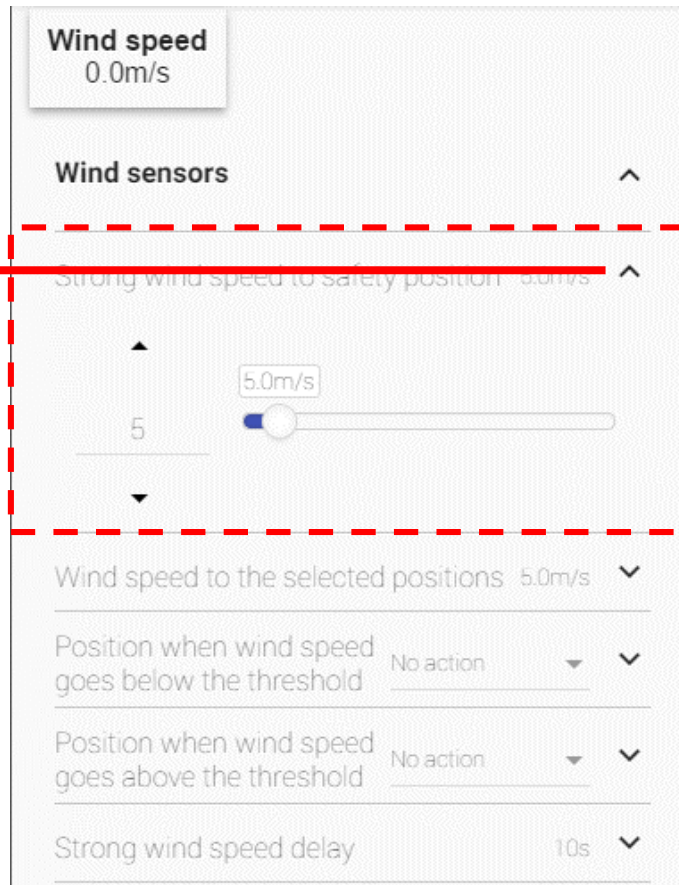 Wind speed
0.0m/s
Wind sensors
Strong wind speed to safety position 5.0m/s
5.0m/s
5
Wind speed to the selected positions 5.0m/s
Position when wind speed
goes below the threshold No action
Position when wind speed
goes above the threshold No action
Strong wind speed delay 10s